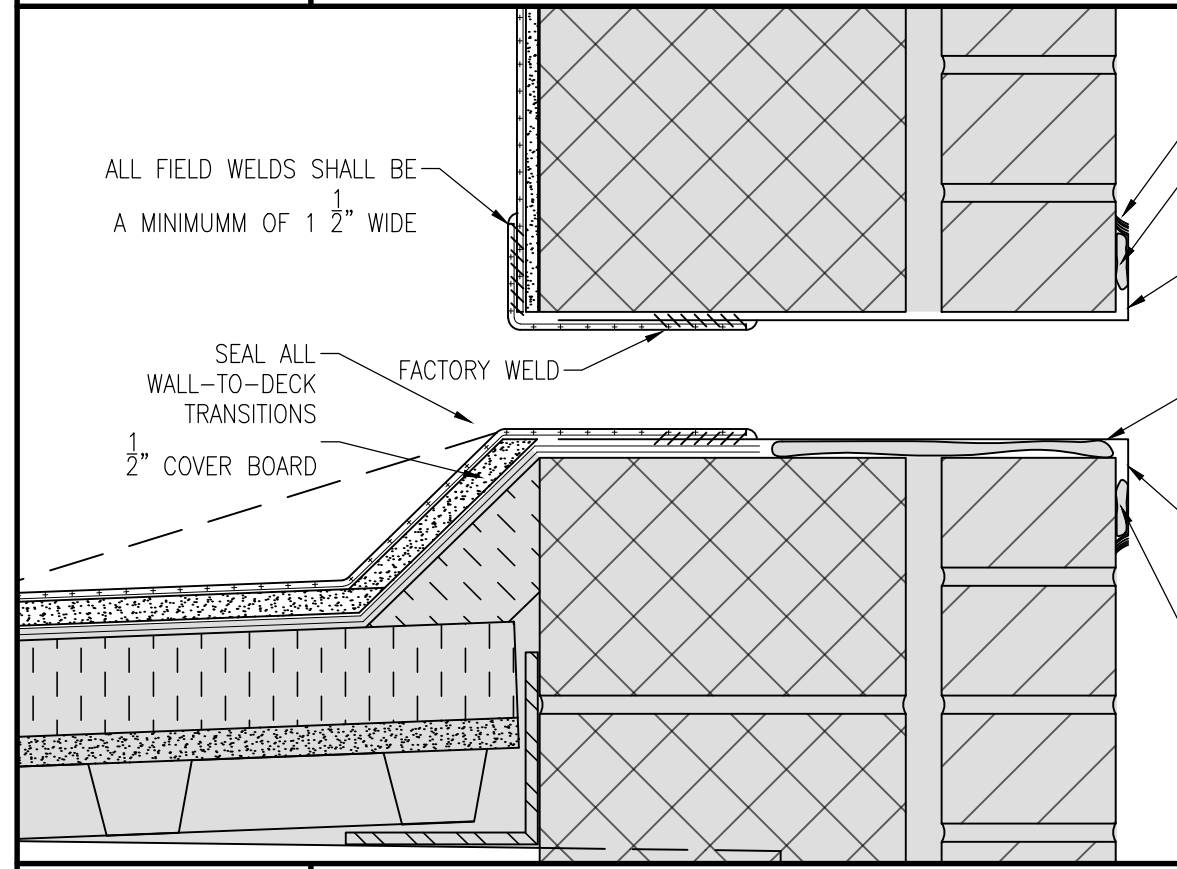 ALL FIELD WELDS SHALL BE
A MINIMUMM OF 1 1/2" WIDE
SEAL ALL
WALL-TO-DECK
TRANSITIONS
FACTORY WELD
1/2" COVER BOARD